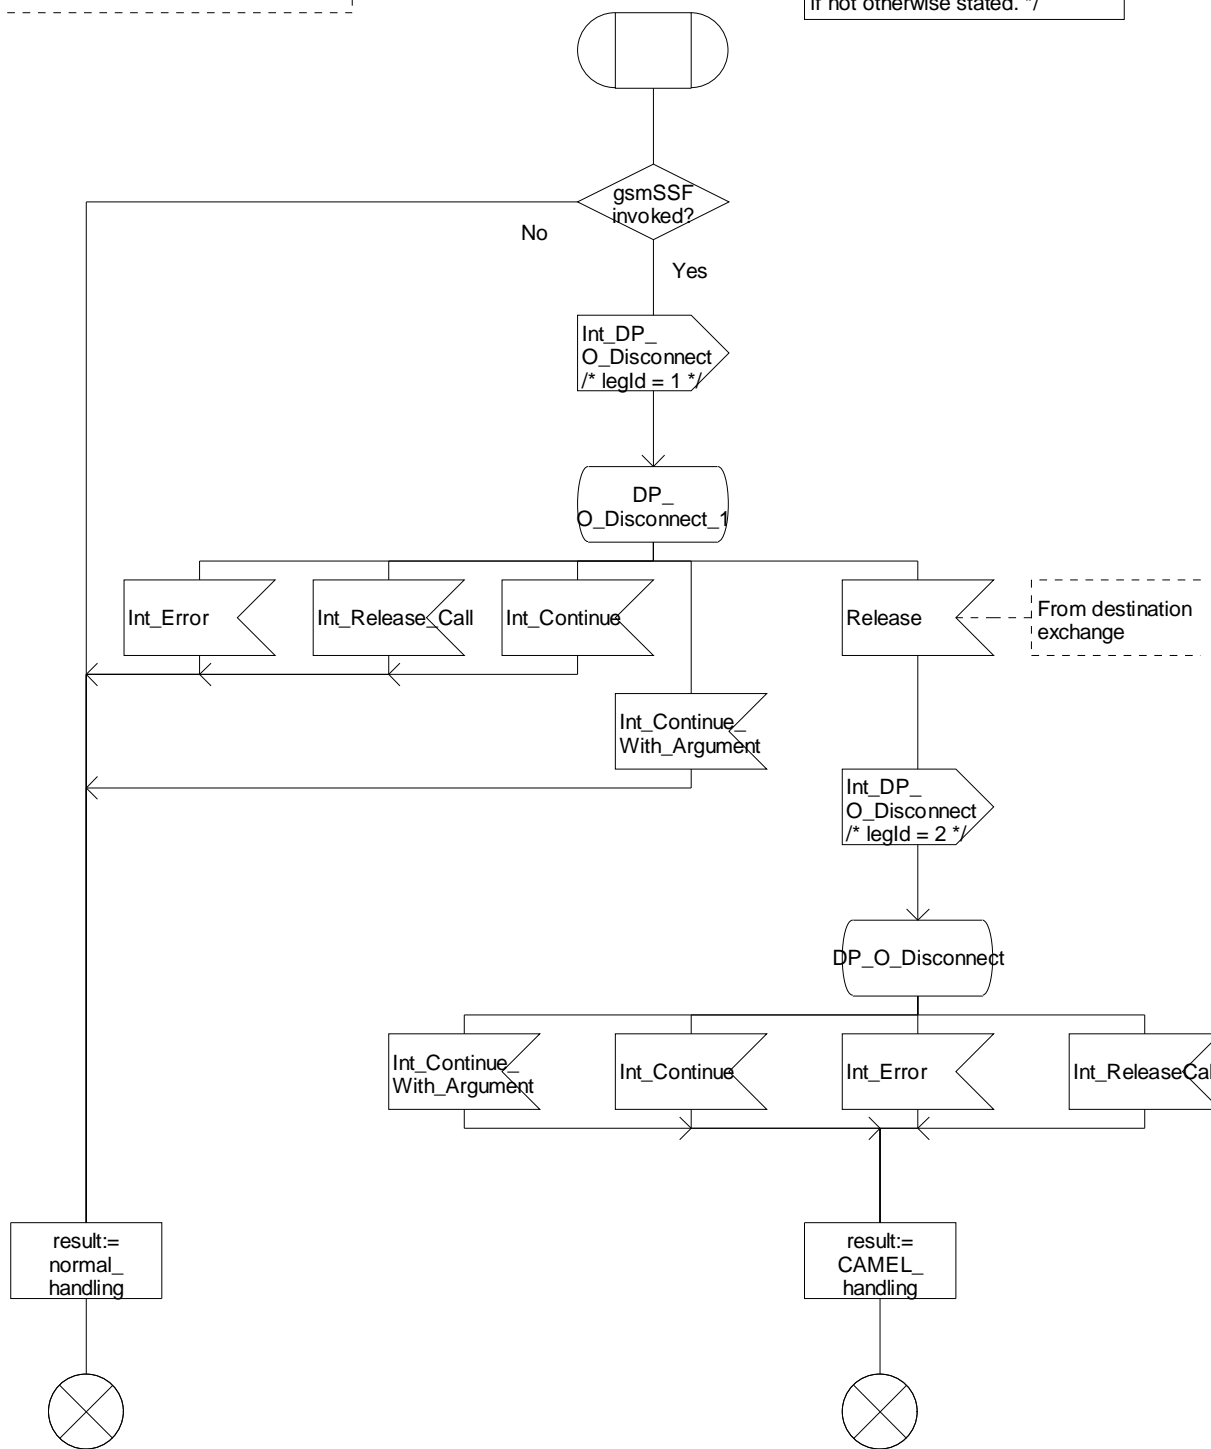 if not otherwise stated. */
gsmSSF
invoked?
No
Yes
Int_DP_
O_Disconnect
/* legId = 1 */
DP_
O_Disconnect_1
Int_Error
Int_Release_Call
Int_Continue
Release
From destination
exchange
Int_Continue_
With_Argument
Int_DP_
O_Disconnect
/* legId = 2 */
DP_O_Disconnect
Int_Continue_
With_Argument
Int_Continue
Int_Error
Int_ReleaseCal
result:=
normal_
handling
result:=
CAMEL_
handling